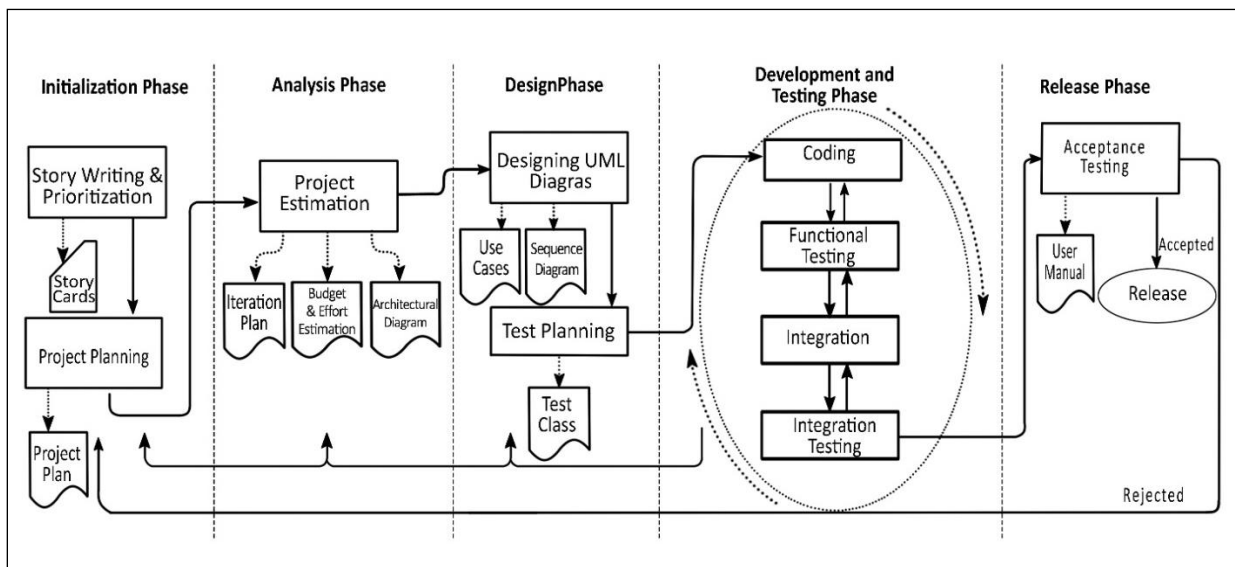 Initialization Phase
Analysis Phase
DesignPhase
Development and
Testing Phase
Release Phase
Story Writing &
Prioritization
Story
Cards
Project Planning
Project
Plan
Project
Estimation
Iteration
Plan
Budget
& Effort
Estimation
Architectural
Diagram
Designing UML
Diagras
Use
Cases
Sequence
Diagram
Test Planning
Test
Class
Coding
Functional
Testing
Integration
Integration
Testing
Acceptance
Testing
User
Manual
Accepted
Release
Rejected